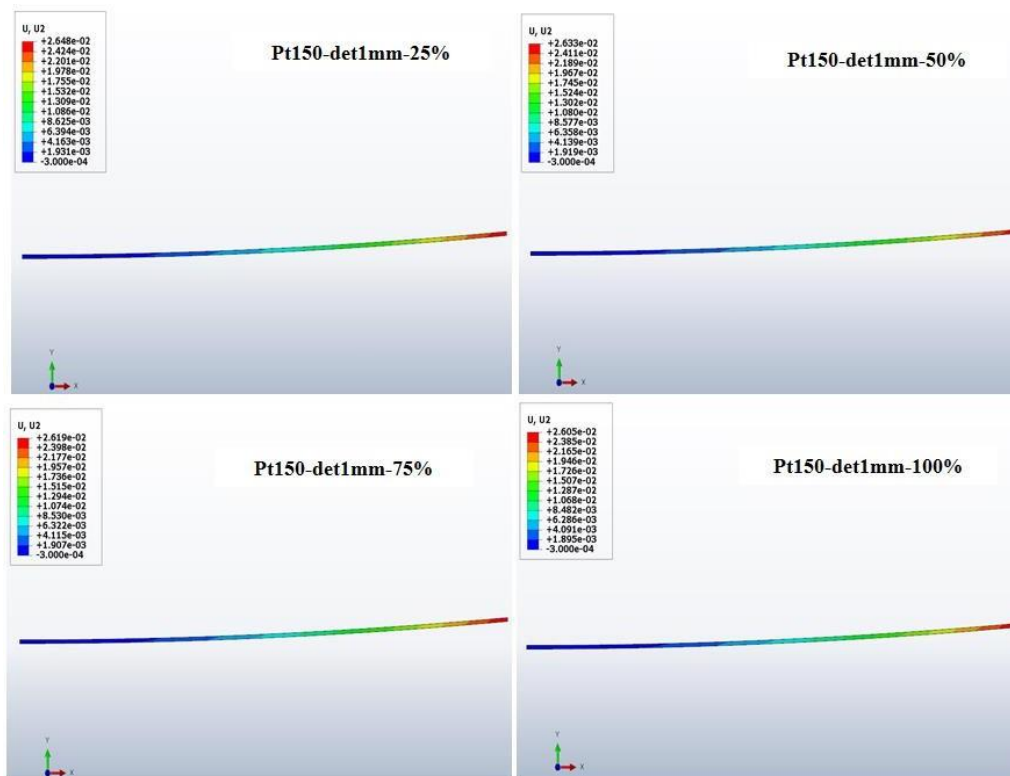 U, U2
+2.648e-02
+2.424e-02
+2.201e-02
+1.978e-02
+1.755e-02
+1.532e-02
+1.309e-02
+1.086e-02
+8.625e-03
+6.394e-03
+4.163e-03
+1.931e-03
-3.000e-04
Pt150-det1mm-25%
Y
X
U, U2
+2.633e-02
+2.411e-02
+2.189e-02
+1.967e-02
+1.745e-02
+1.524e-02
+1.302e-02
+1.080e-02
+8.577e-03
+6.358e-03
+4.139e-03
+1.919e-03
-3.000e-04
Pt150-det1mm-50%
Y
X
U, U2
+2.619e-02
+2.398e-02
+2.177e-02
+1.957e-02
+1.736e-02
+1.515e-02
+1.294e-02
+1.074e-02
+8.530e-03
+6.322e-03
+4.115e-03
+1.907e-03
-3.000e-04
Pt150-det1mm-75%
Y
X
U, U2
+2.605e-02
+2.385e-02
+2.165e-02
+1.946e-02
+1.726e-02
+1.507e-02
+1.287e-02
+1.068e-02
+8.482e-03
+6.286e-03
+4.091e-03
+1.895e-03
-3.000e-04
Pt150-det1mm-100%
Y
X